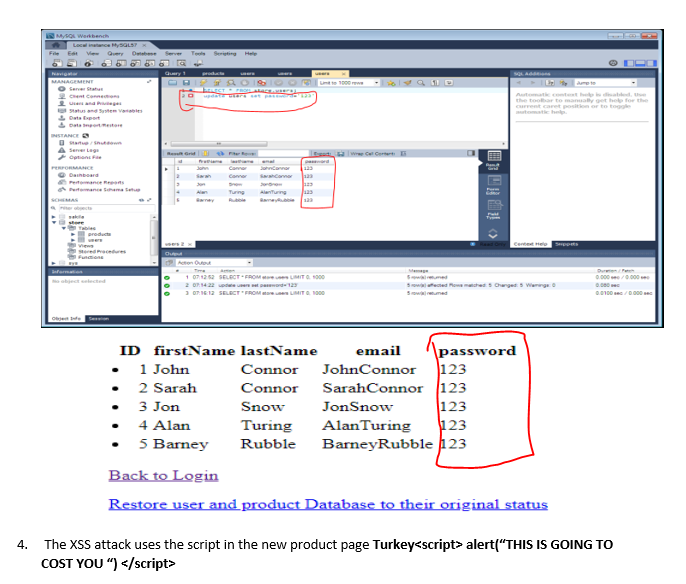 MySQL Workbench
Local instance MySQL57 ×
File Edit View Query Database Server Tools Scripting Help
Navigator
Query 1 products users users users ×
SQL Additions
MANAGEMENT
Server Status
Client Connections
Users and Privileges
Status and System Variables
Data Export
Data Import/Restore
INSTANCE
Startup / Shutdown
Server Logs
Options File
PERFORMANCE
Dashboard
Performance Reports
Performance Schema Setup
SCHEMAS
Filter objects
sakila
store
Tables
products
users
Views
Stored Procedures
Functions
sys
Information
No object selected
Object Info Session
Limit to 1000 rows
1 SELECT * FROM store.users;
2 update users set password='123'
Jump to
Automatic context help is disabled. Use
the toolbar to manually get help for the
current caret position or to toggle
automatic help.
Result Grid Filter Rows: Export: Wrap Cell Content:
id firstname lastname email password
1 John Connor JohnConnor 123
2 Sarah Connor SarahConnor 123
3 Jon Snow JonSnow 123
4 Alan Turing AlanTuring 123
5 Barney Rubble BarneyRubble 123
Result
Grid
Form
Editor
Field
Types
users 2 ×
Context Help Snippets
Output
Action Output
# Time Action Message Duration / Fetch
1 07:12:52 SELECT * FROM store.users LIMIT 0, 1000 5 row(s) returned 0.000 sec / 0.000 sec
2 07:14:22 update users set password='123' 5 row(s) affected Rows matched: 5 Changed: 5 Warnings: 0 0.080 sec
3 07:16:12 SELECT * FROM store.users LIMIT 0, 1000 5 row(s) returned 0.0100 sec / 0.000 sec
ID firstName lastName email password
• 1 John Connor JohnConnor 123
• 2 Sarah Connor SarahConnor 123
• 3 Jon Snow JonSnow 123
• 4 Alan Turing AlanTuring 123
• 5 Barney Rubble BarneyRubble 123
Back to Login
Restore user and product Database to their original status
4. The XSS attack uses the script in the new product page Turkey<script> alert(“THIS IS GOING TO
COST YOU “) </script>